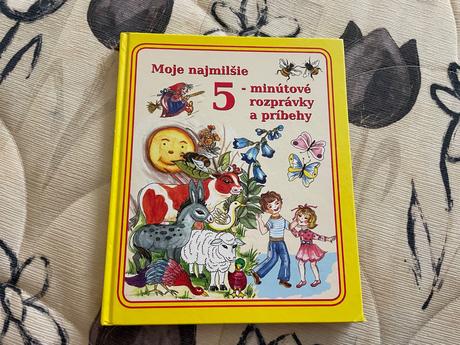 Moje najmilšie
5 - minútové
rozprávky
a príbehy